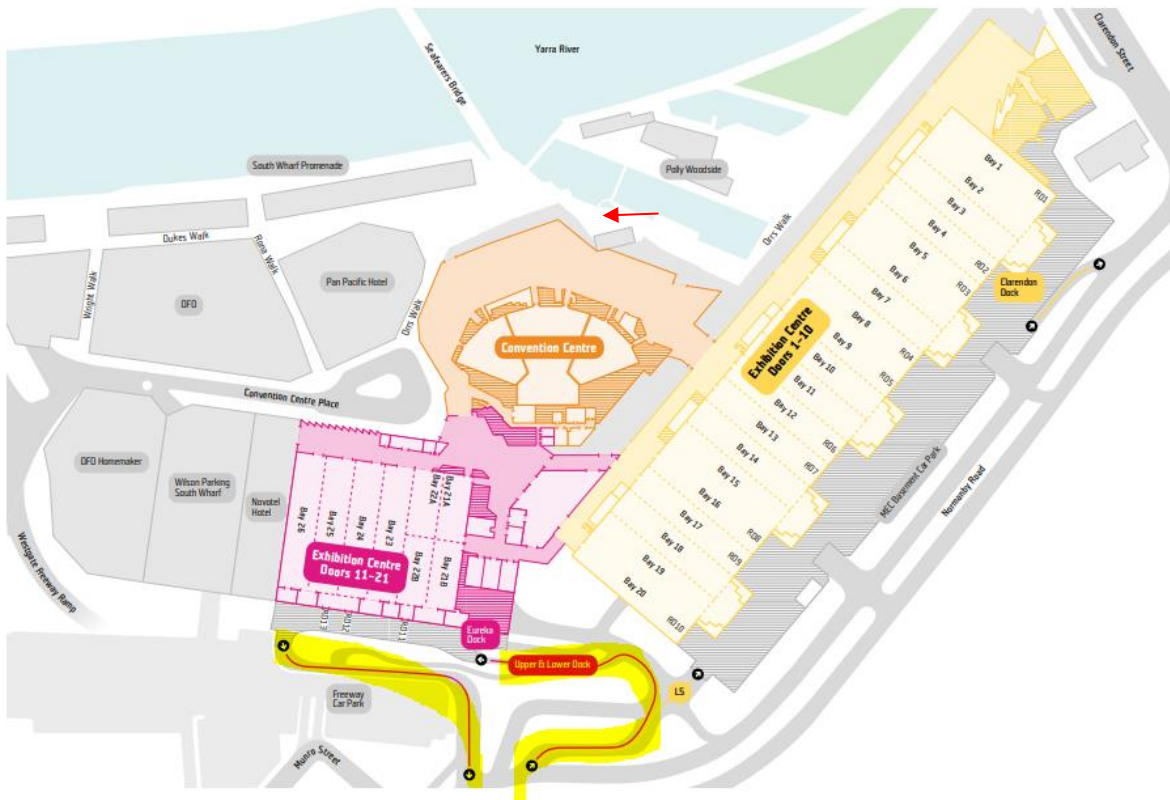 Clarendon Street
Seafarers Bridge
Yarra River
South Wharf Promenade
Polly Woodside
Bay 1
Bay 2
Bay 3
Bay 4
Bay 5
Bay 6
Bay 7
Bay 8
Bay 9
Bay 10
Bay 11
Bay 12
Bay 13
Bay 14
Bay 15
Bay 16
Bay 17
Bay 18
Bay 19
Bay 20
RD1
RD2
RD3
RD4
RD5
RD6
RD7
RD8
RD9
RD10
Orrs Walk
Dukes Walk
Rona Walk
Wright Walk
DFO
Pan Pacific Hotel
Orrs Walk
Clarendon
Dock
Convention Centre
Exhibition Centre
Doors 1-10
Convention Centre Place
DFO Homemaker
Wilson Parking
South Wharf
Novotel
Hotel
Bay 26
Bay 25
Bay 24
Bay 23
Bay 22A
Bay 21A
Bay 22B
Bay 21B
Exhibition Centre
Doors 11-21
MEC Basement Car Park
Normanby Road
Westgate Freeway Ramp
RD13
RD12
RD11
Eureka
Dock
Upper & Lower Dock
L5
Freeway
Car Park
Munro Street